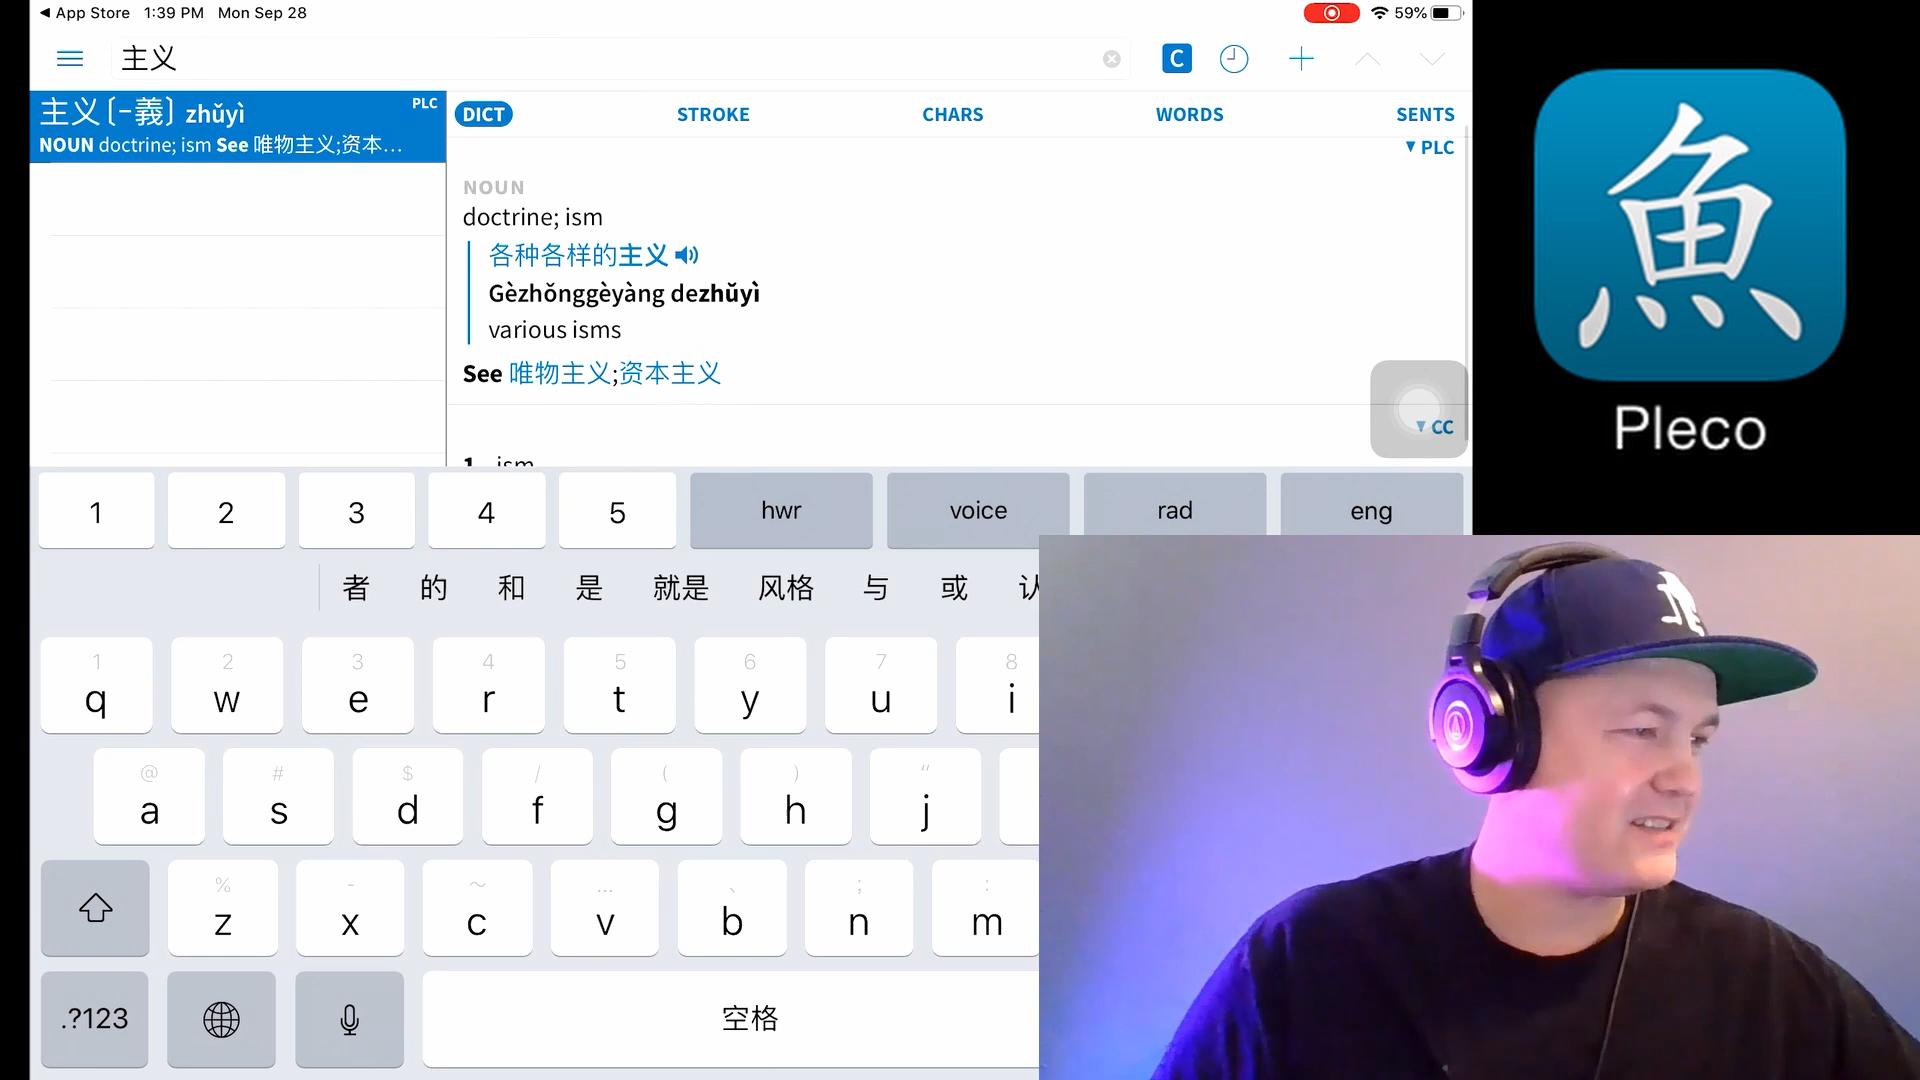 App Store 1:39 PM Mon Sep 28
59%
主义
C
主义〔-義〕 zhǔyì PLC
NOUN doctrine; ism See 唯物主义;资本…
DICT STROKE CHARS WORDS SENTS
PLC
NOUN
doctrine; ism
各种各样的主义
Gèzhǒnggèyàng dezhǔyì
various isms
See 唯物主义;资本主义
CC
1 ism
魚
Pleco
1 2 3 4 5 hwr voice rad eng
者 的 和 是 就是 风格 与 或
1 2 3 4 5 6 7 8
q w e r t y u i
@ # $ / ( ) “
a s d f g h j
% - ~ … 、 ; :
z x c v b n m
.?123 空格